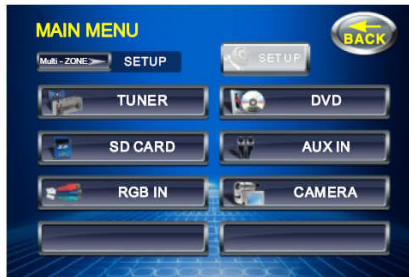 MAIN MENU
BACK
Multi - ZONE SETUP
SETUP
TUNER
DVD
SD CARD
AUX IN
RGB IN
CAMERA